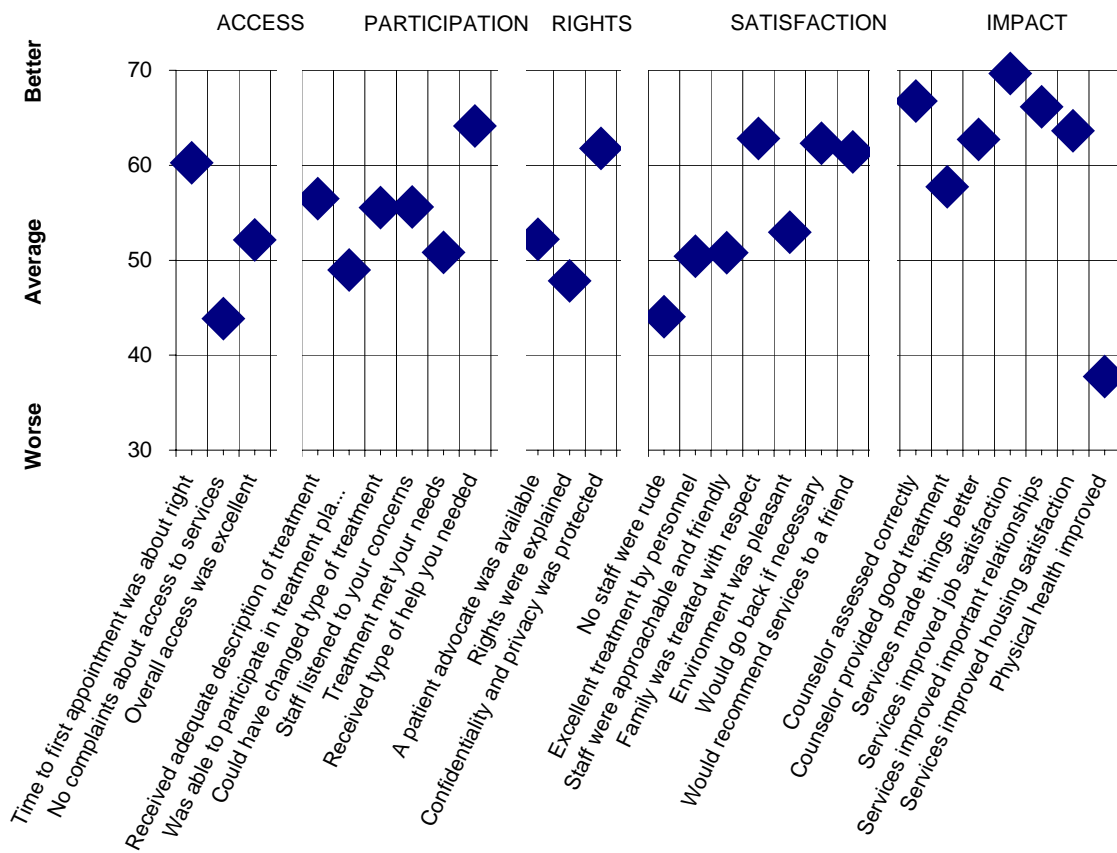 ACCESS
PARTICIPATION
RIGHTS
SATISFACTION
IMPACT
Better
Average
Worse
70
60
50
40
30
Time to first appointment was about right
No complaints about access to services
Overall access was excellent
Received adequate description of treatment
Was able to participate in treatment pla...
Could have changed type of treatment
Staff listened to your concerns
Treatment met your needs
Received type of help you needed
A patient advocate was available
Rights were explained
Confidentiality and privacy was protected
No staff were rude
Excellent treatment by personnel
Staff were approachable and friendly
Family was treated with respect
Environment was pleasant
Would go back if necessary
Would recommend services to a friend
Counselor assessed correctly
Counselor provided good treatment
Services made things better
Services improved job satisfaction
Services improved important relationships
Services improved housing satisfaction
Physical health improved